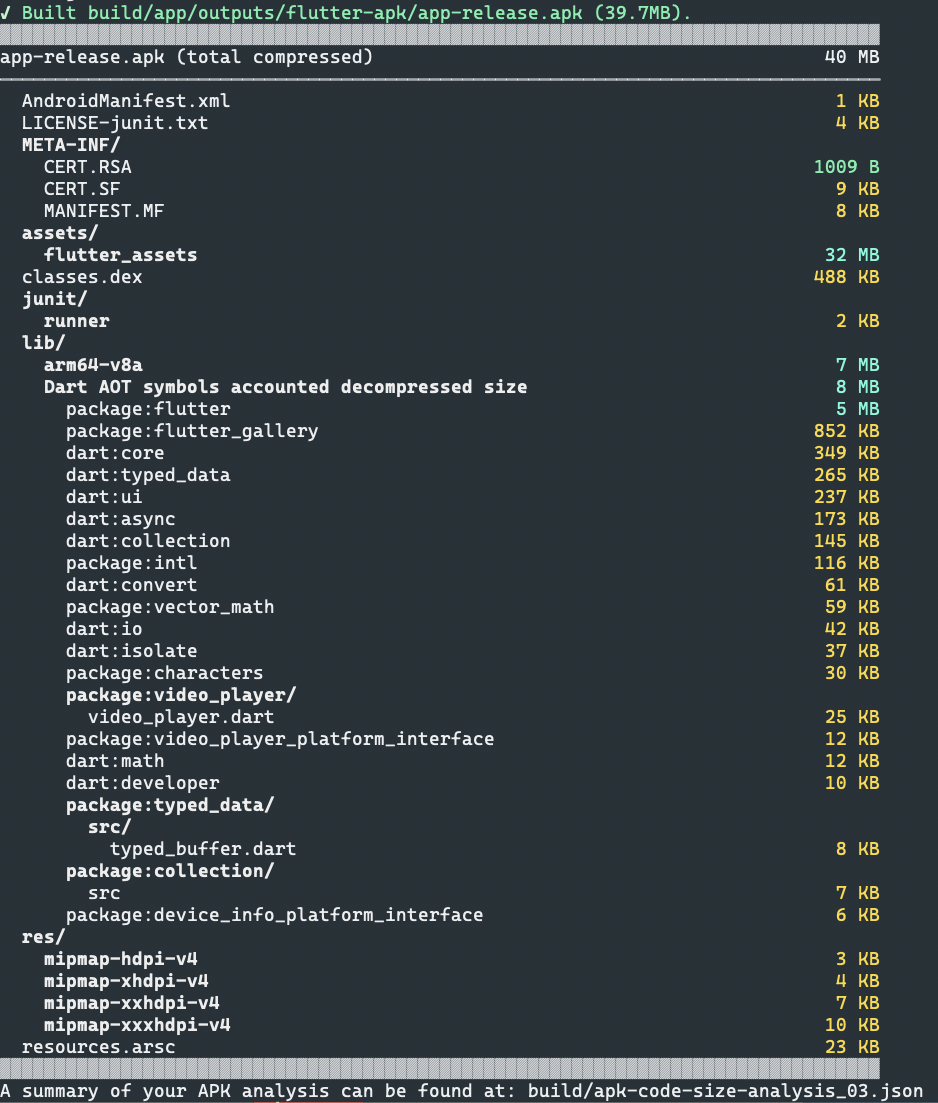 ✓ Built build/app/outputs/flutter-apk/app-release.apk (39.7MB).
app-release.apk (total compressed) 40 MB
AndroidManifest.xml 1 KB
LICENSE-junit.txt 4 KB
META-INF/
CERT.RSA 1009 B
CERT.SF 9 KB
MANIFEST.MF 8 KB
assets/
flutter_assets 32 MB
classes.dex 488 KB
junit/
runner 2 KB
lib/
arm64-v8a 7 MB
Dart AOT symbols accounted decompressed size 8 MB
package:flutter 5 MB
package:flutter_gallery 852 KB
dart:core 349 KB
dart:typed_data 265 KB
dart:ui 237 KB
dart:async 173 KB
dart:collection 145 KB
package:intl 116 KB
dart:convert 61 KB
package:vector_math 59 KB
dart:io 42 KB
dart:isolate 37 KB
package:characters 30 KB
package:video_player/
video_player.dart 25 KB
package:video_player_platform_interface 12 KB
dart:math 12 KB
dart:developer 10 KB
package:typed_data/
src/
typed_buffer.dart 8 KB
package:collection/
src 7 KB
package:device_info_platform_interface 6 KB
res/
mipmap-hdpi-v4 3 KB
mipmap-xhdpi-v4 4 KB
mipmap-xxhdpi-v4 7 KB
mipmap-xxxhdpi-v4 10 KB
resources.arsc 23 KB
A summary of your APK analysis can be found at: build/apk-code-size-analysis_03.json